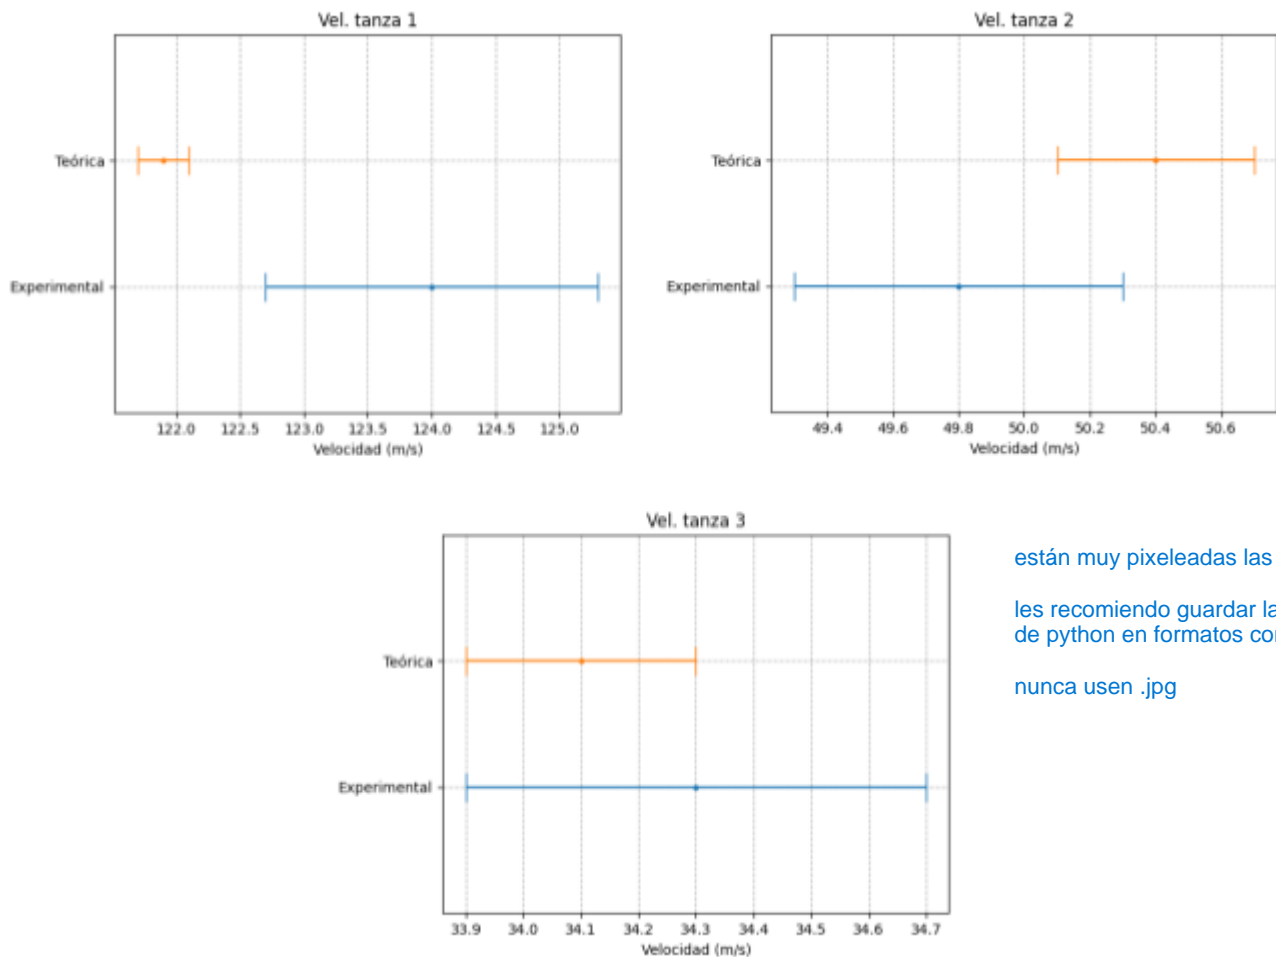 Vel. tanza 1
Teórica
Experimental
122.0 122.5 123.0 123.5 124.0 124.5 125.0
Velocidad (m/s)
Vel. tanza 2
Teórica
Experimental
49.4 49.6 49.8 50.0 50.2 50.4 50.6
Velocidad (m/s)
Vel. tanza 3
Teórica
Experimental
33.9 34.0 34.1 34.2 34.3 34.4 34.5 34.6 34.7
Velocidad (m/s)
están muy pixeleadas las
les recomiendo guardar
de python en formatos
nunca usen .jpg